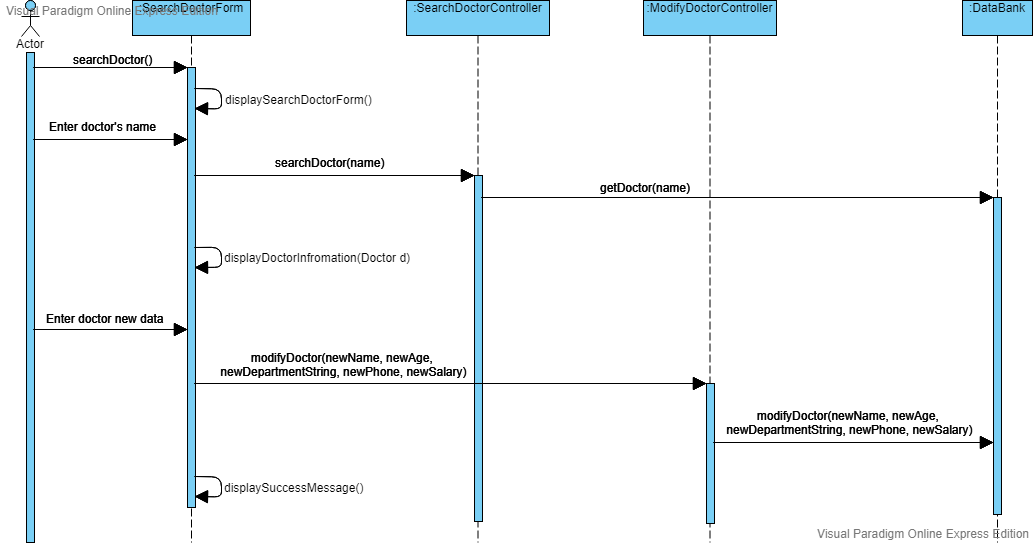 Visual Paradigm Online Express Edition
:SearchDoctorForm
:SearchDoctorController
:ModifyDoctorController
:DataBank
Actor
searchDoctor()
displaySearchDoctorForm()
Enter doctor's name
searchDoctor(name)
getDoctor(name)
displayDoctorInfromation(Doctor d)
Enter doctor new data
modifyDoctor(newName, newAge,
newDepartmentString, newPhone, newSalary)
modifyDoctor(newName, newAge,
newDepartmentString, newPhone, newSalary)
displaySuccessMessage()
Visual Paradigm Online Express Edition